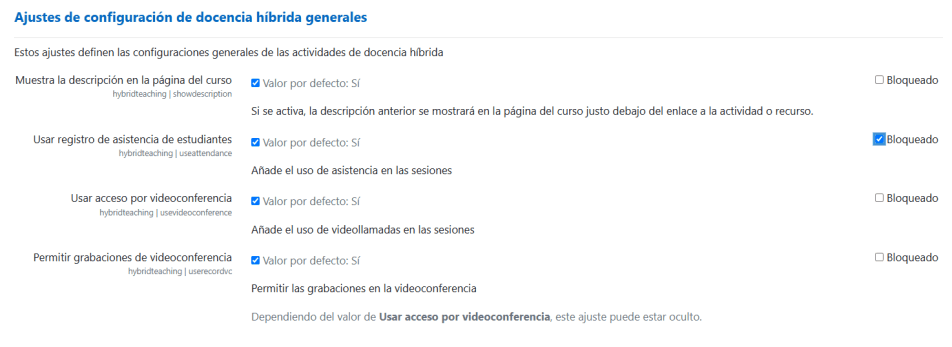 Ajustes de configuración de docencia híbrida generales
Estos ajustes definen las configuraciones generales de las actividades de docencia híbrida
Muestra la descripción en la página del curso
hybridteaching | showdescription
Valor por defecto: Sí
Bloqueado
Si se activa, la descripción anterior se mostrará en la página del curso justo debajo del enlace a la actividad o recurso.
Usar registro de asistencia de estudiantes
hybridteaching | useattendance
Valor por defecto: Sí
Bloqueado
Añade el uso de asistencia en las sesiones
Usar acceso por videoconferencia
hybridteaching | usevideoconference
Valor por defecto: Sí
Bloqueado
Añade el uso de videollamadas en las sesiones
Permitir grabaciones de videoconferencia
hybridteaching | userecordvc
Valor por defecto: Sí
Bloqueado
Permitir las grabaciones en la videoconferencia
Dependiendo del valor de Usar acceso por videoconferencia, este ajuste puede estar oculto.